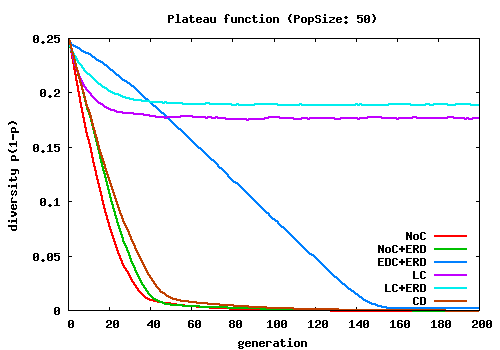 Plateau function (PopSize: 50)
0.25
0.2
0.15
0.1
0.05
0
diversity p(1-p)
NoC
NoC+ERD
EDC+ERD
LC
LC+ERD
CD
0 20 40 60 80 100 120 140 160 180 200
generation